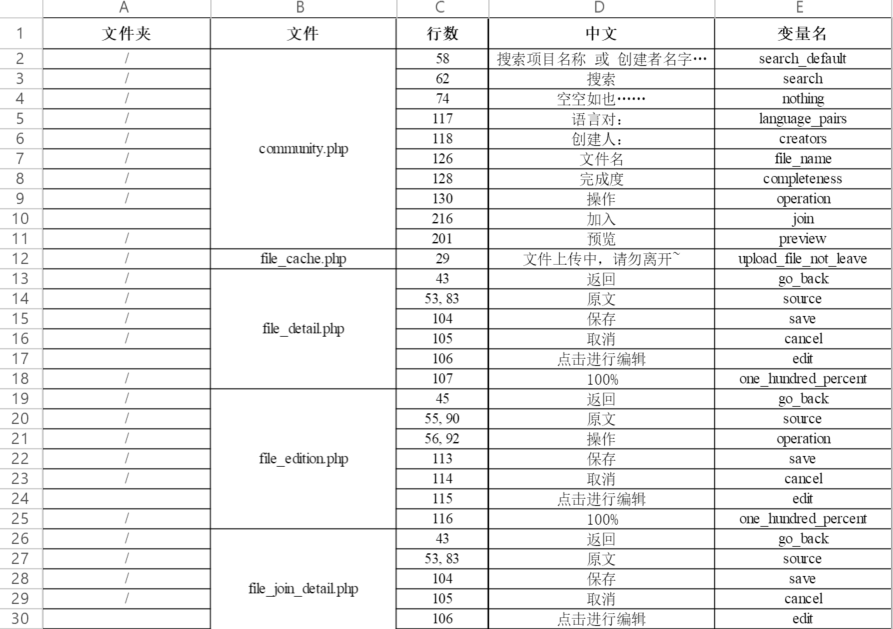 A B C D E
1 文件夹 文件 行数 中文 变量名
2 / 58 搜索项目名称 或 创建者名字… search_default
3 / 62 搜索 search
4 / 74 空空如也…… nothing
5 / 117 语言对: language_pairs
6 / 118 创建人: creators
community.php
7 / 126 文件名 file_name
8 / 128 完成度 completeness
9 / 130 操作 operation
10 216 加入 join
11 / 201 预览 preview
12 / file_cache.php 29 文件上传中，请勿离开~ upload_file_not_leave
13 / 43 返回 go_back
14 / 53, 83 原文 source
15 / 104 保存 save
file_detail.php
16 / 105 取消 cancel
17 106 点击进行编辑 edit
18 / 107 100% one_hundred_percent
19 / 45 返回 go_back
20 / 55, 90 原文 source
21 / 56, 92 操作 operation
22 / file_edition.php 113 保存 save
23 / 114 取消 cancel
24 115 点击进行编辑 edit
25 / 116 100% one_hundred_percent
26 / 43 返回 go_back
27 / 53, 83 原文 source
28 / 104 保存 save
file_join_detail.php
29 / 105 取消 cancel
30 106 点击进行编辑 edit